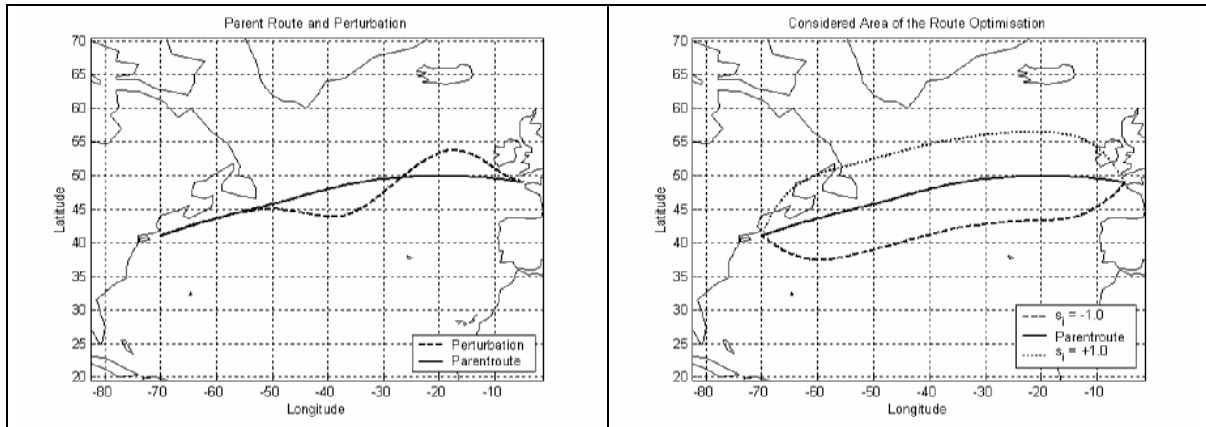 Parent Route and Perturbation
70
65
60
55
50
45
40
35
30
25
20
Latitude
-80 -70 -60 -50 -40 -30 -20 -10
Longitude
Perturbation
Parentroute
Considered Area of the Route Optimisation
70
65
60
55
50
45
40
35
30
25
20
Latitude
-80 -70 -60 -50 -40 -30 -20 -10
Longitude
s_i = -1.0
Parentroute
s_i = +1.0